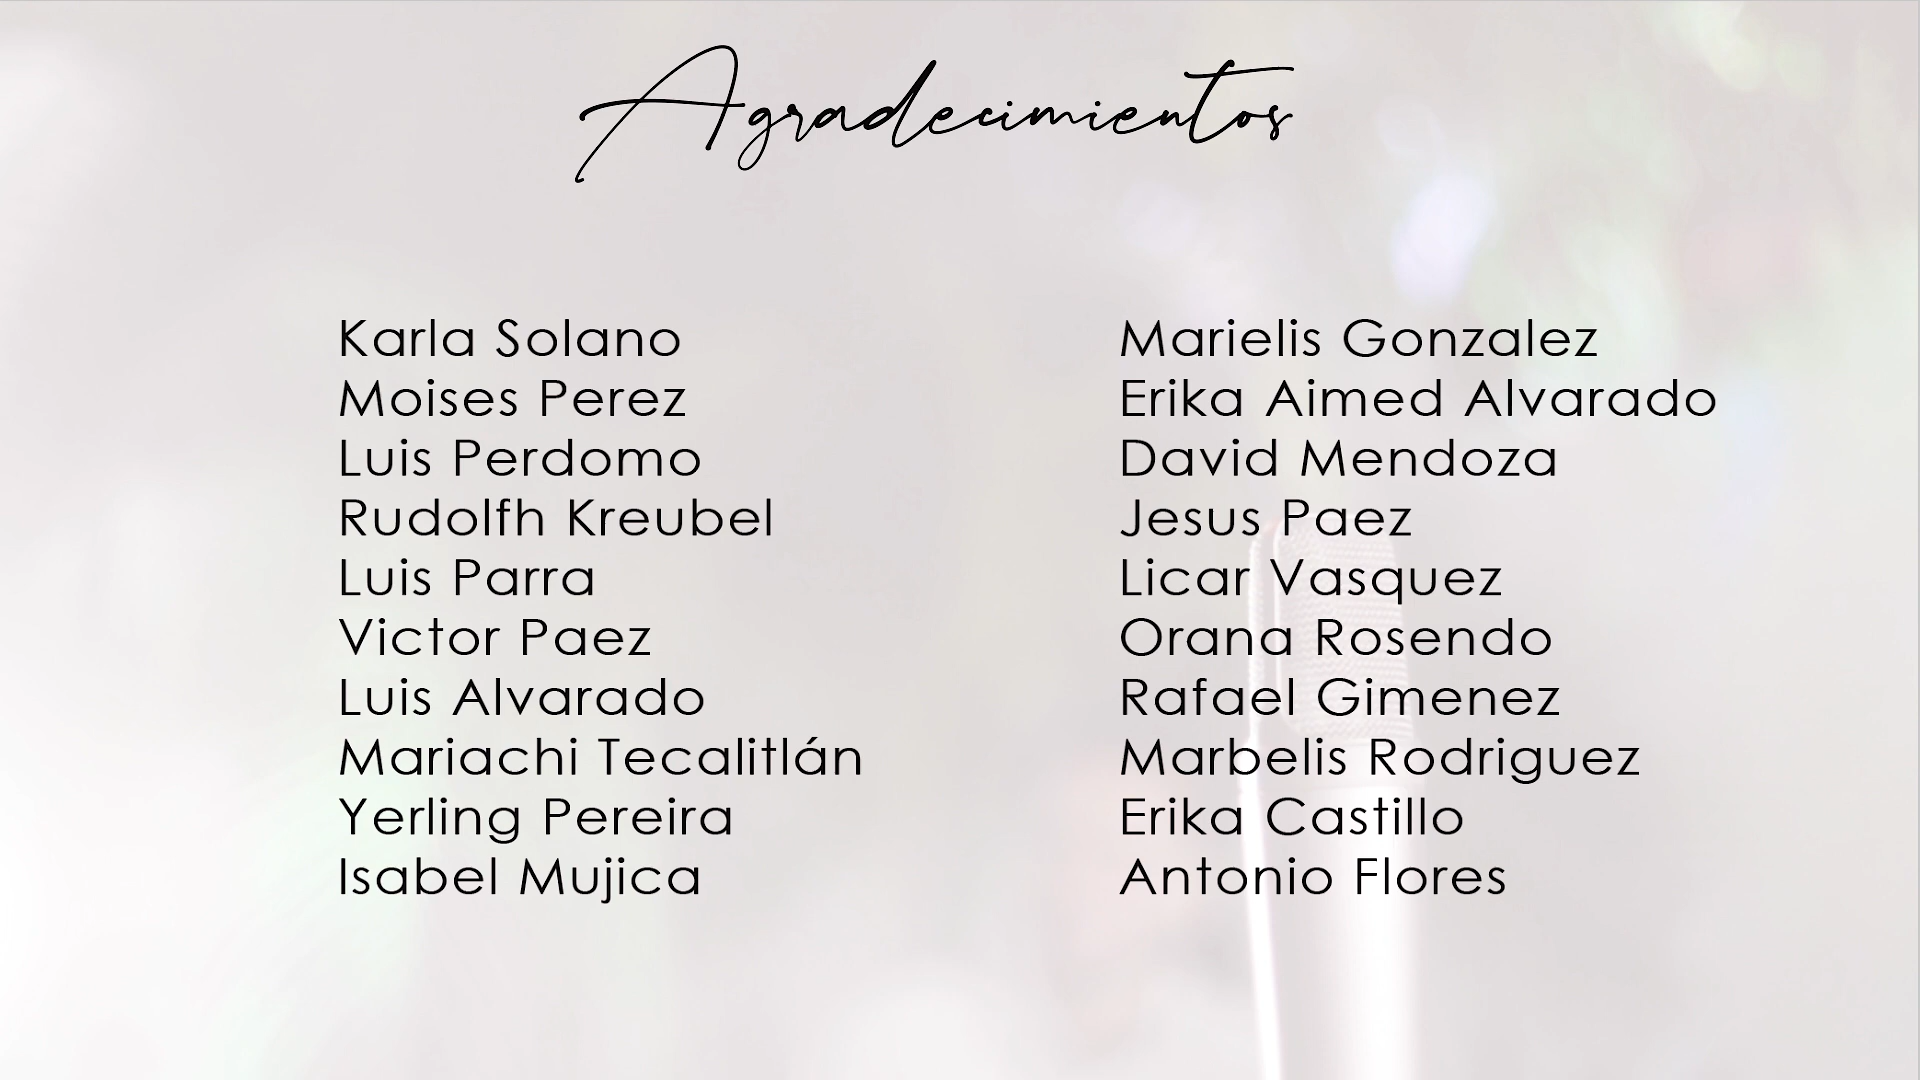 Agradecimientos
Karla Solano
Moises Perez
Luis Perdomo
Rudolfh Kreubel
Luis Parra
Victor Paez
Luis Alvarado
Mariachi Tecalitlán
Yerling Pereira
Isabel Mujica
Marielis Gonzalez
Erika Aimed Alvarado
David Mendoza
Jesus Paez
Licar Vasquez
Orana Rosendo
Rafael Gimenez
Marbelis Rodriguez
Erika Castillo
Antonio Flores